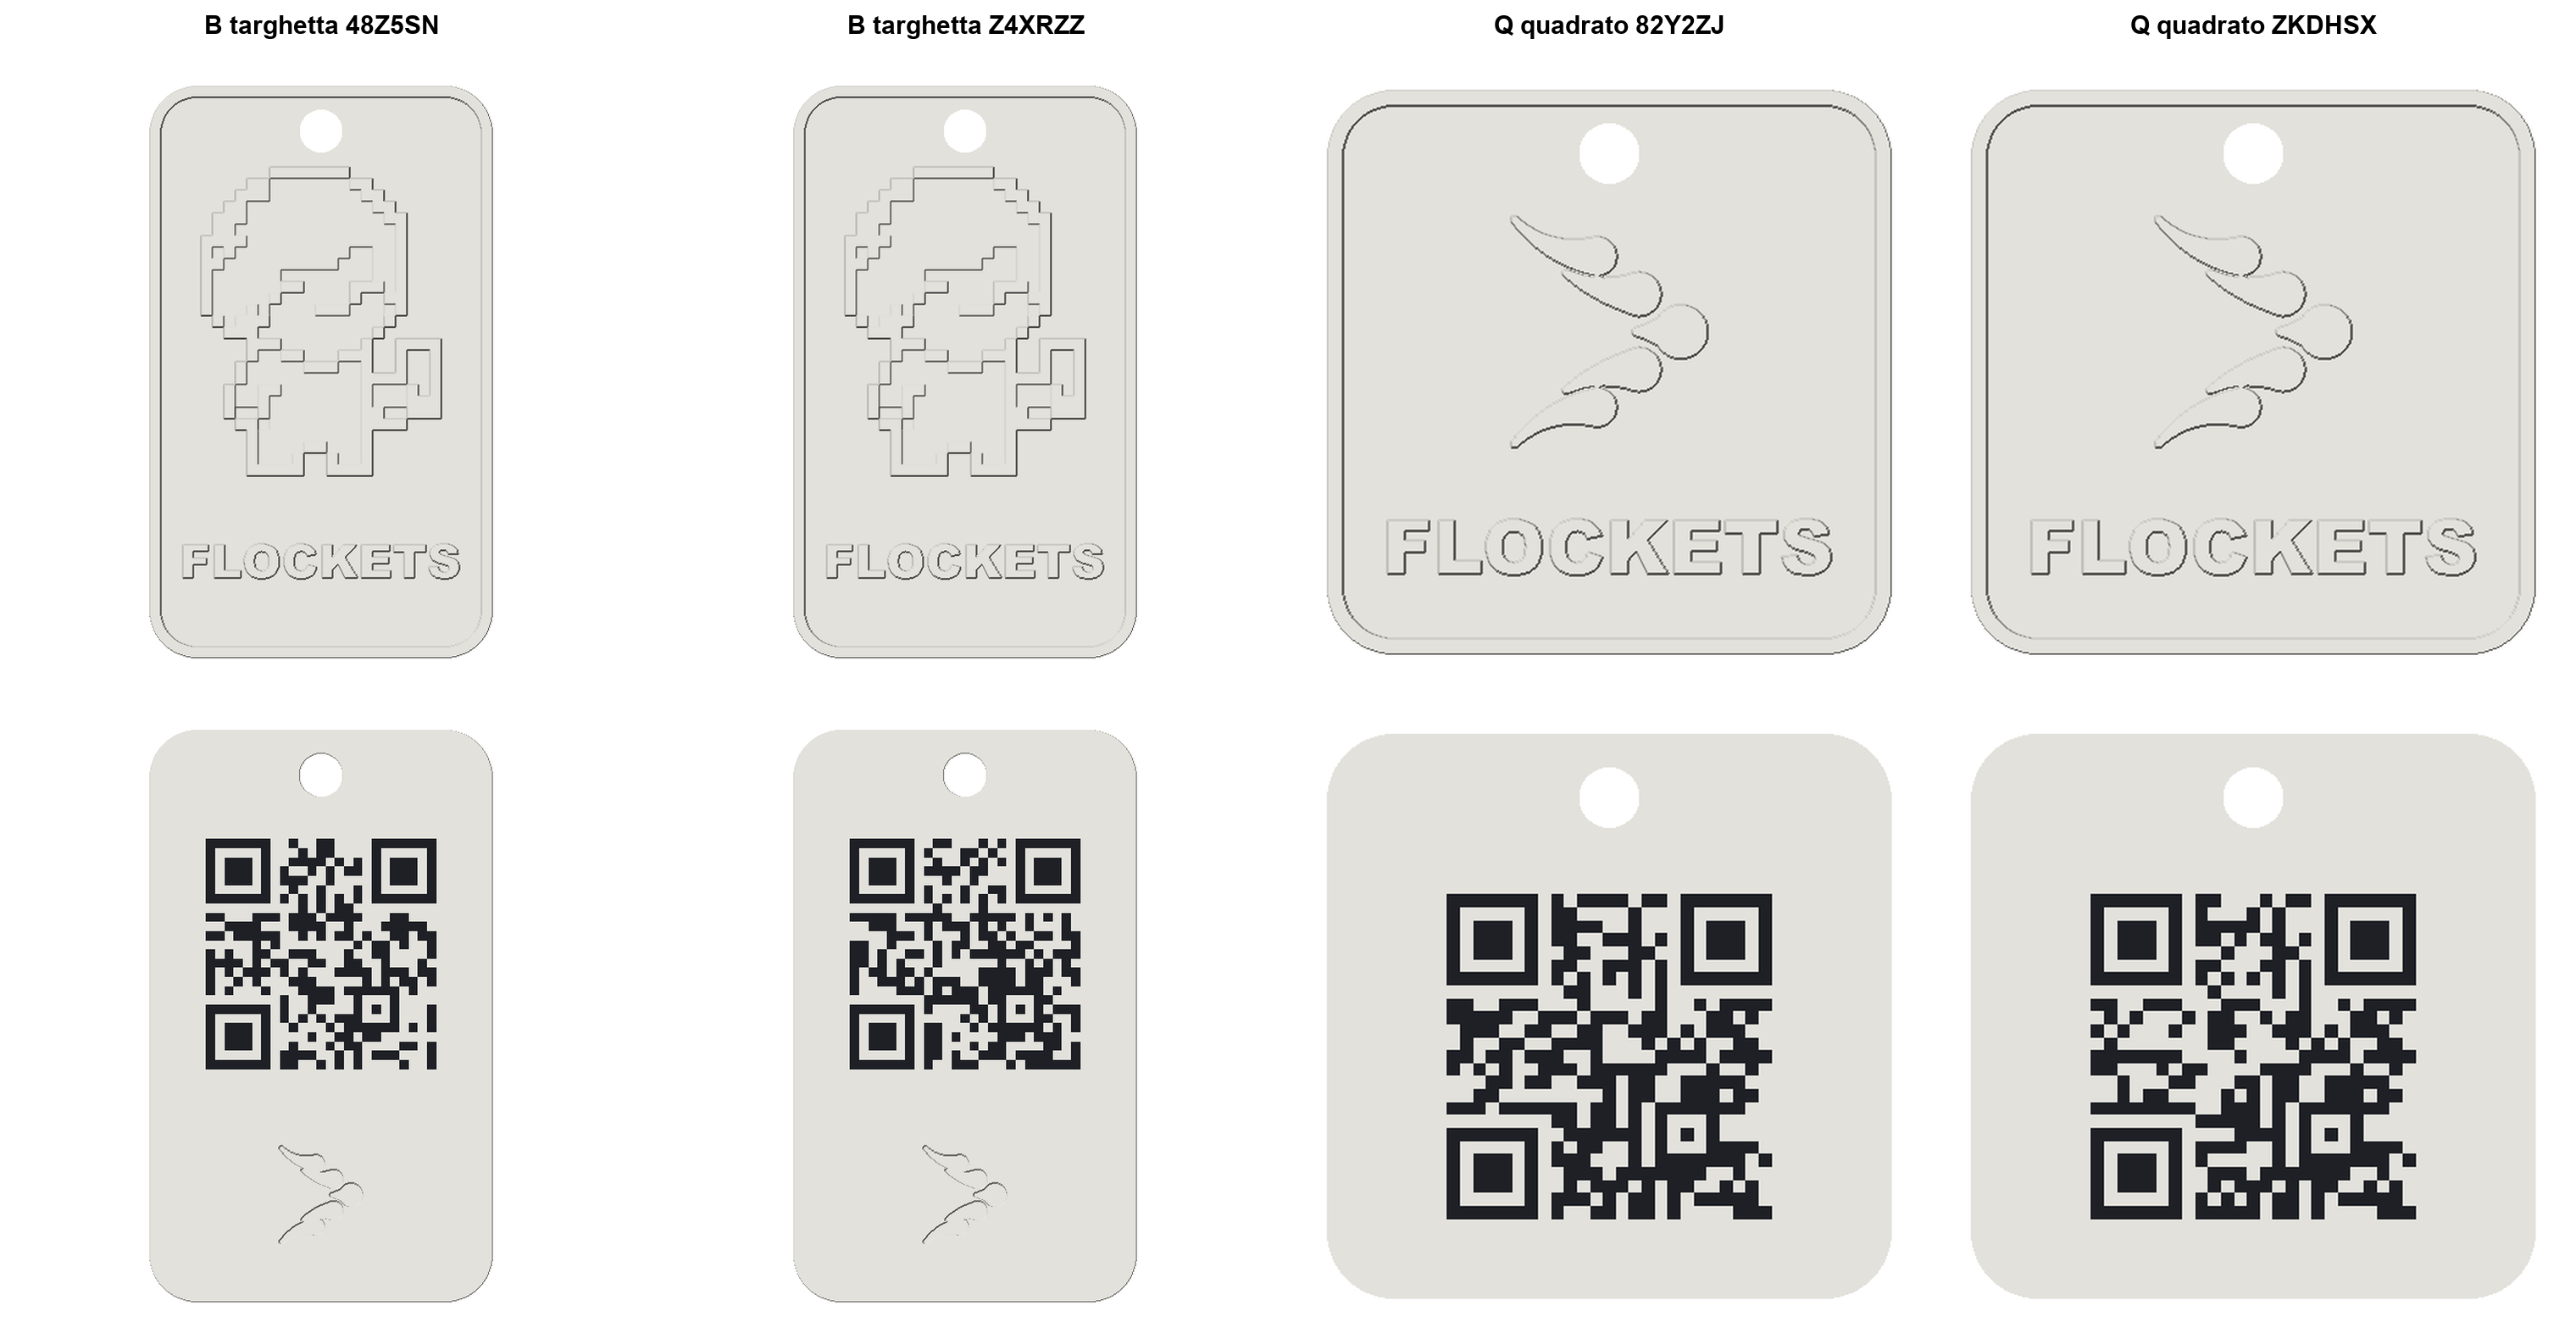 B targhetta 48Z5SN
B targhetta Z4XRZZ
Q quadrato 82Y2ZJ
Q quadrato ZKDHSX
FLOCKETS
FLOCKETS
FLOCKETS
FLOCKETS